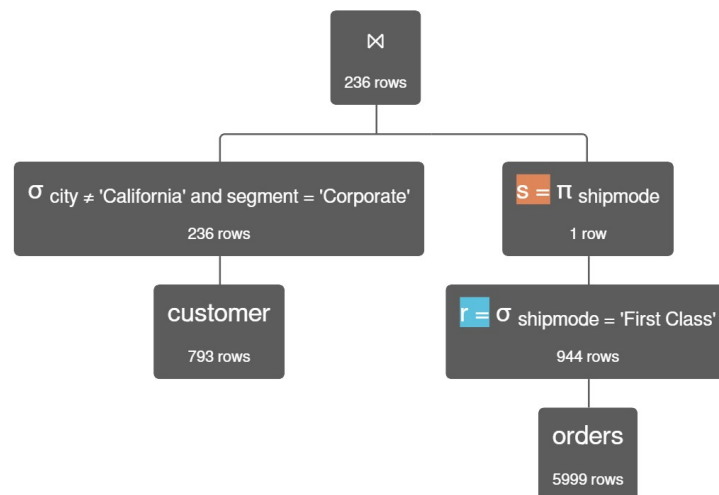 ⋈
236 rows
σ city ≠ 'California' and segment = 'Corporate'
236 rows
s = π shipmode
1 row
customer
793 rows
r = σ shipmode = 'First Class'
944 rows
orders
5999 rows